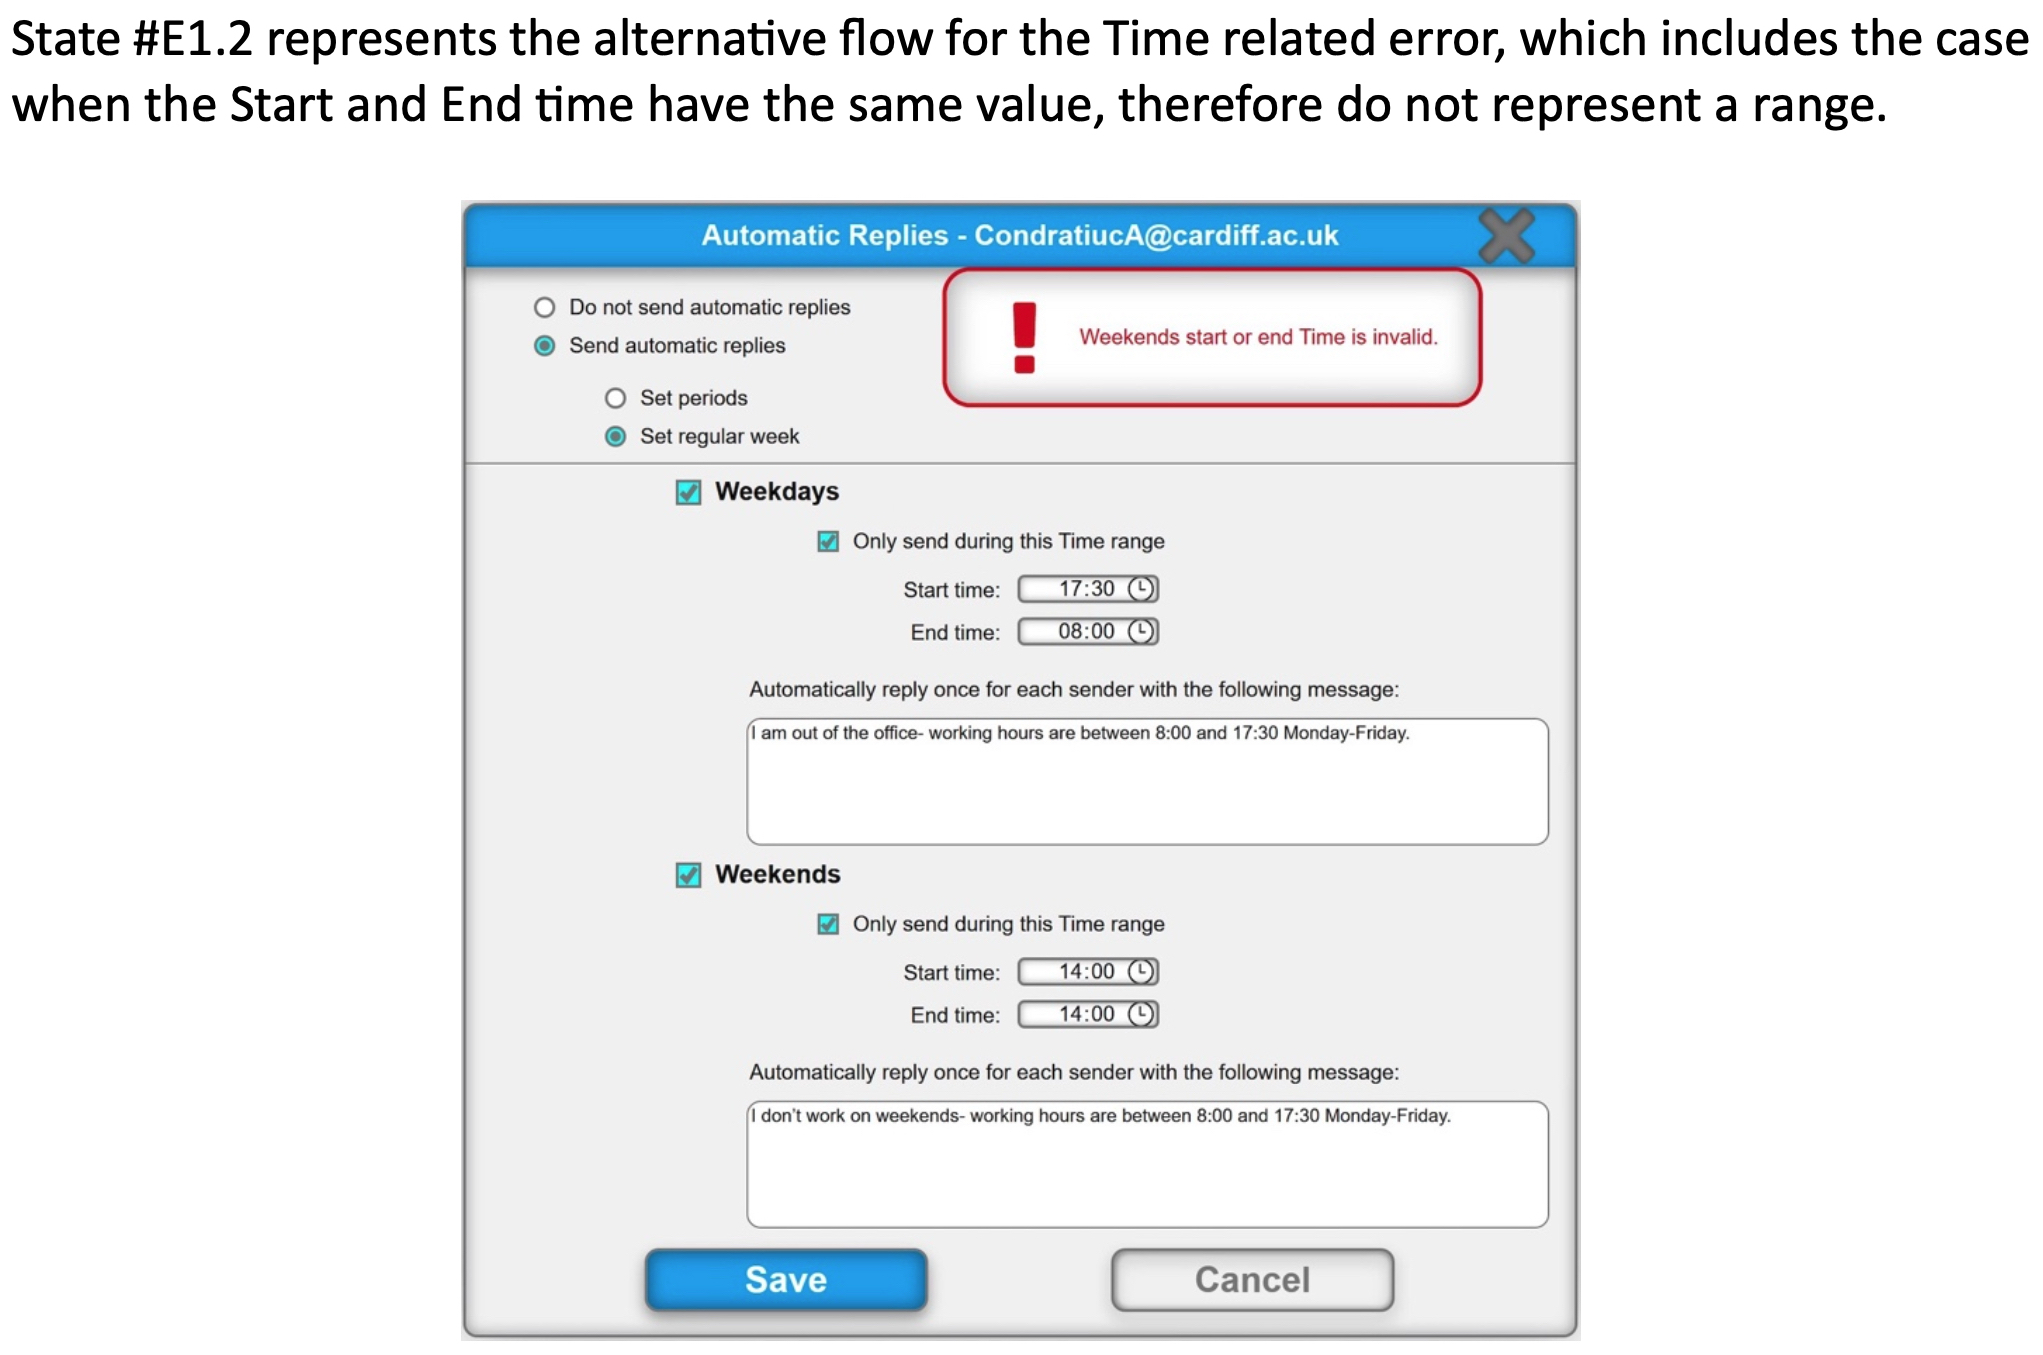 State #E1.2 represents the alternative flow for the Time related error, which includes the case
when the Start and End time have the same value, therefore do not represent a range.
Automatic Replies - CondratiucA@cardiff.ac.uk
Do not send automatic replies
Send automatic replies
Weekends start or end Time is invalid.
Set periods
Set regular week
Weekdays
Only send during this Time range
Start time: 17:30
End time: 08:00
Automatically reply once for each sender with the following message:
I am out of the office- working hours are between 8:00 and 17:30 Monday-Friday.
Weekends
Only send during this Time range
Start time: 14:00
End time: 14:00
Automatically reply once for each sender with the following message:
I don't work on weekends- working hours are between 8:00 and 17:30 Monday-Friday.
Save
Cancel